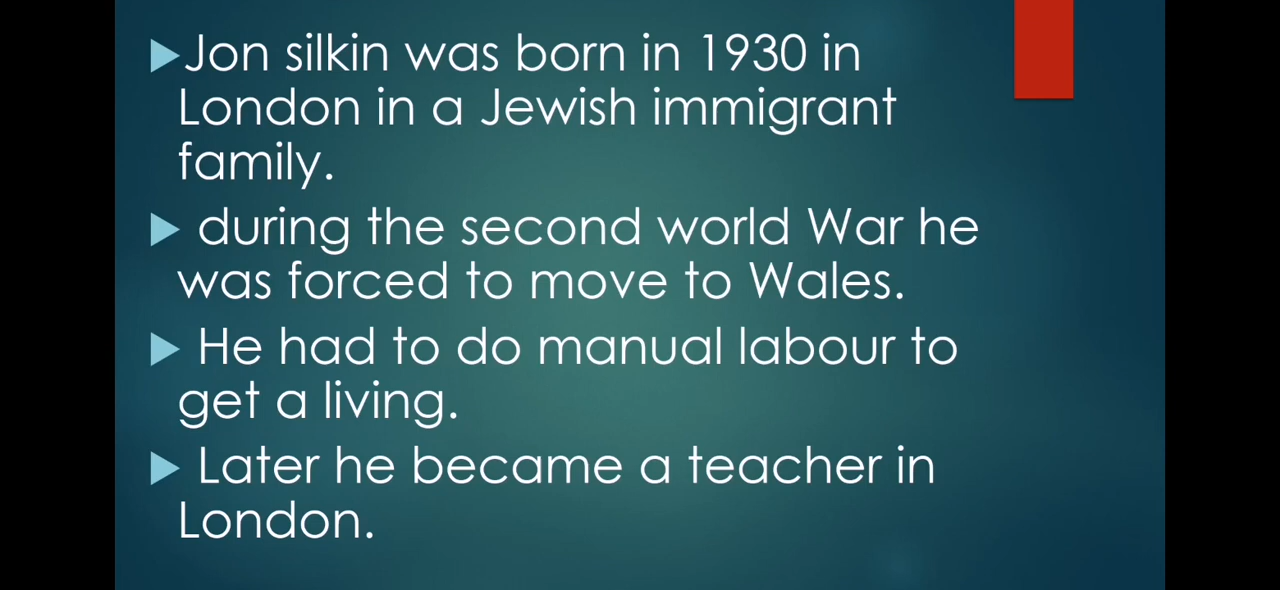 Jon silkin was born in 1930 in
London in a Jewish immigrant
family.
during the second world War he
was forced to move to Wales.
He had to do manual labour to
get a living.
Later he became a teacher in
London.